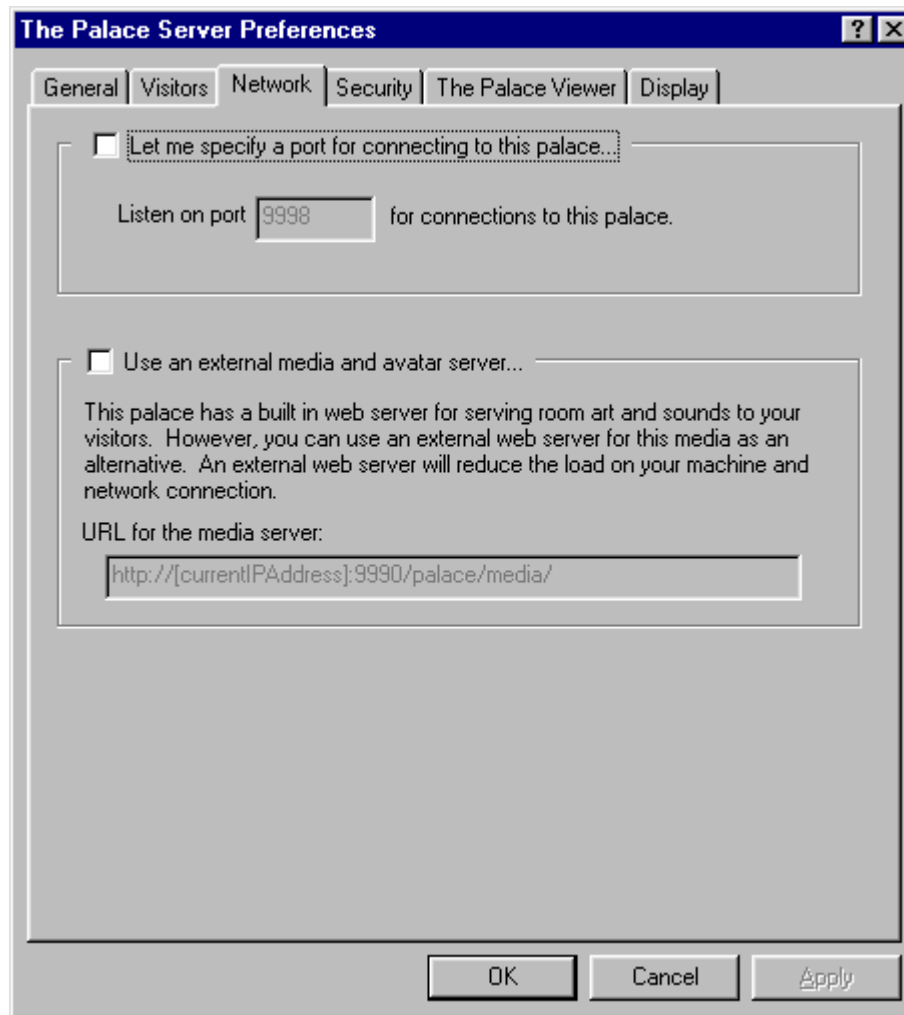 The Palace Server Preferences
General Visitors Network Security The Palace Viewer Display
Let me specify a port for connecting to this palace...
Listen on port 9998 for connections to this palace.
Use an external media and avatar server...
This palace has a built in web server for serving room art and sounds to your
visitors. However, you can use an external web server for this media as an
alternative. An external web server will reduce the load on your machine and
network connection.
URL for the media server:
http://[currentIPAddress]:9990/palace/media/
OK Cancel Apply